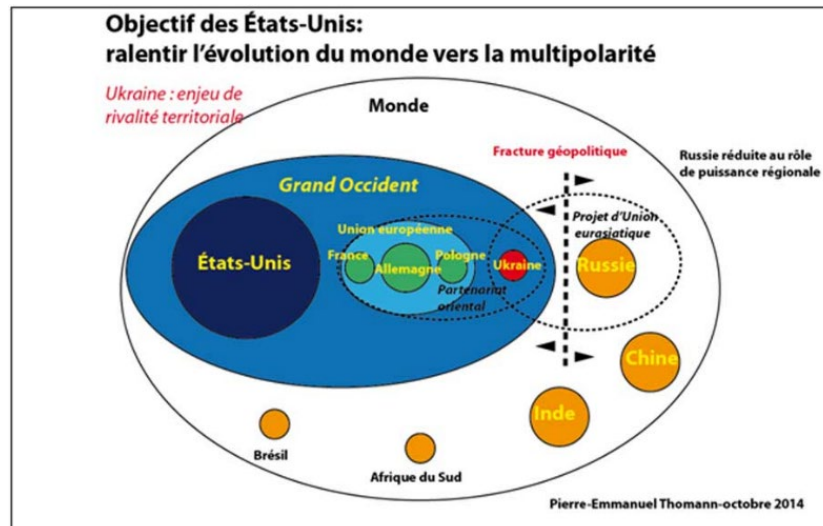 Objectif des États-Unis:
ralentir l’évolution du monde vers la multipolarité
Ukraine : enjeu de
rivalité territoriale
Monde
Fracture géopolitique
Russie réduite au rôle
de puissance régionale
Grand Occident
Projet d’Union
eurasiatique
Union européenne
États-Unis
France
Allemagne
Pologne
Ukraine
Russie
Partenariat
oriental
Chine
Inde
Brésil
Afrique du Sud
Pierre-Emmanuel Thomann-octobre 2014